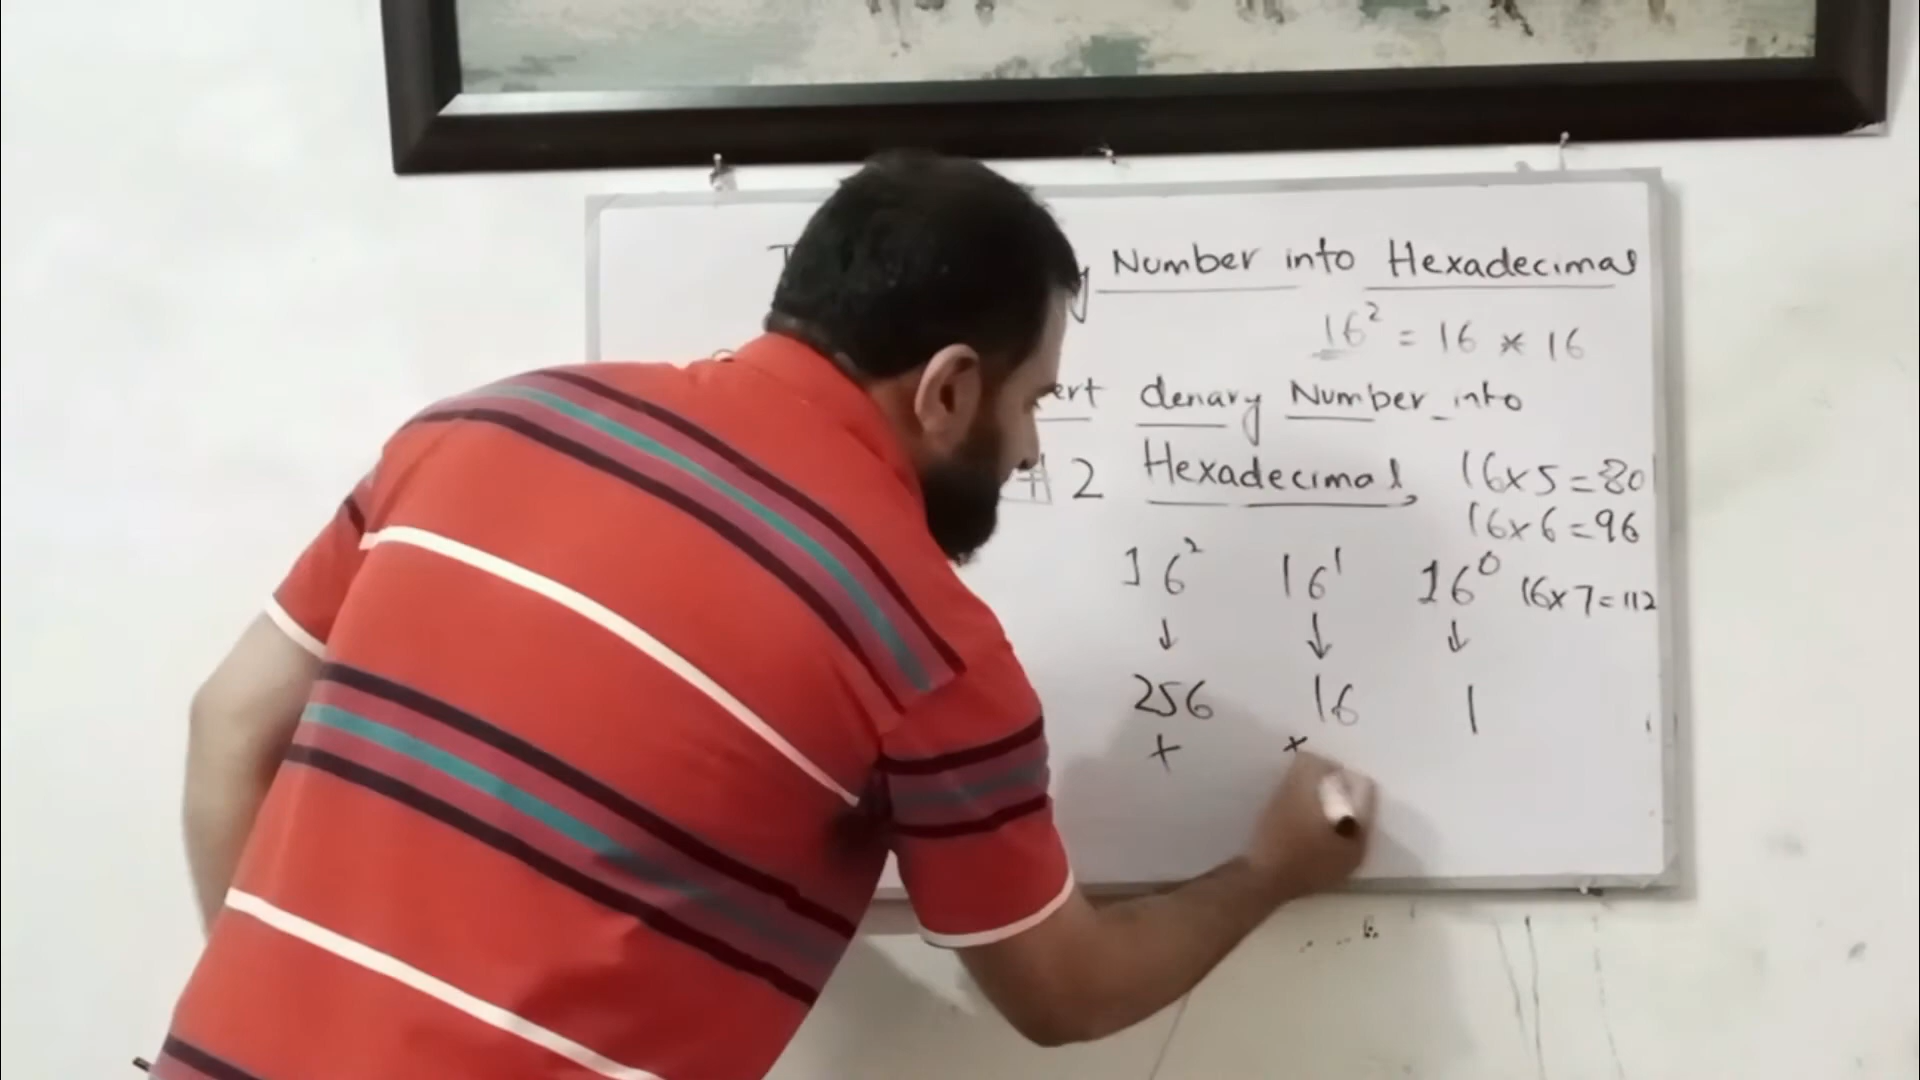 Number into Hexadecimal
16² = 16 * 16
denary Number into
# 2 Hexadecimal,
16x5=80
16x6=96
16² 16¹ 16⁰
16x7=112
↓ ↓ ↓
256 16 1
x x